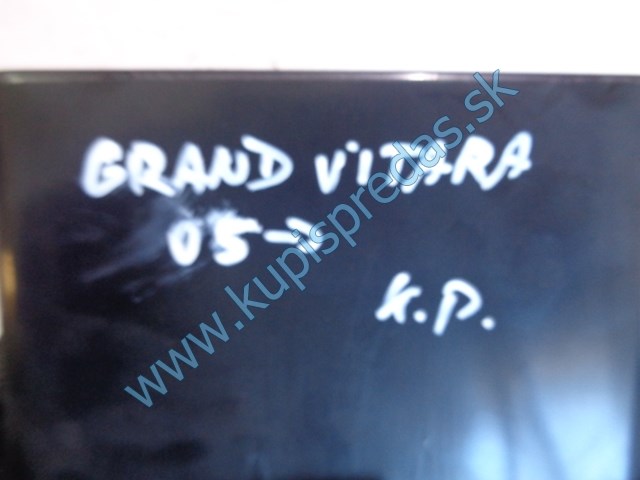 GRAND VITARA
05->
K.P.
www.kupispredas.sk